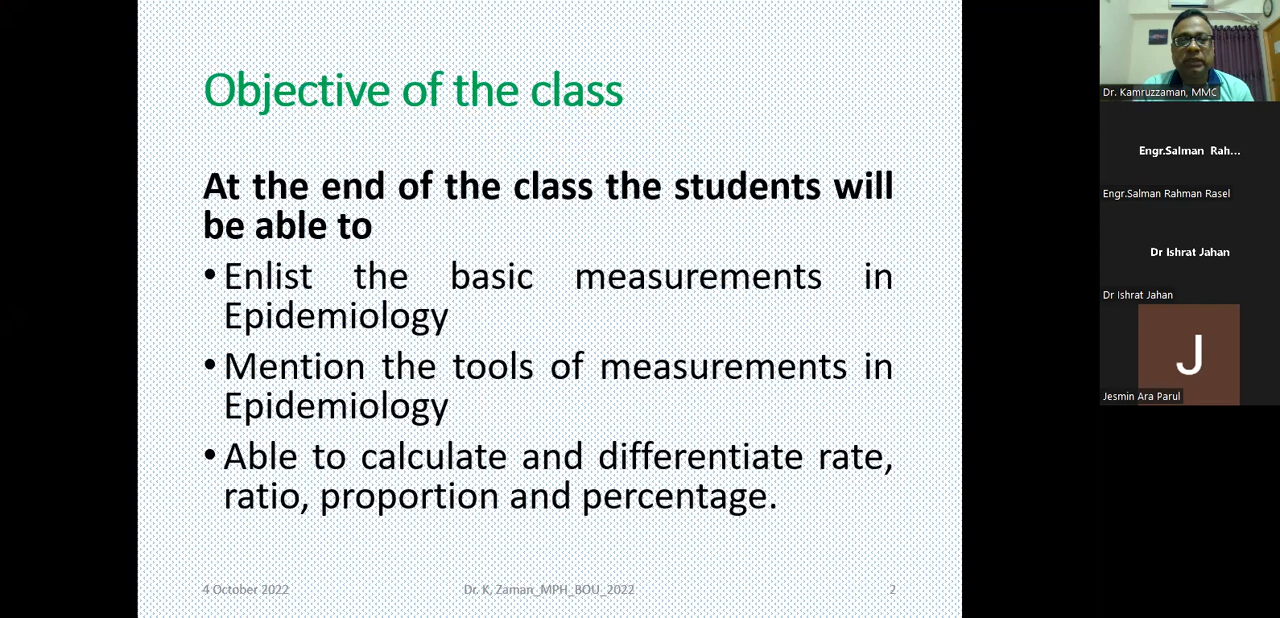 Objective of the class
At the end of the class the students will
be able to
• Enlist the basic measurements in
Epidemiology
• Mention the tools of measurements in
Epidemiology
• Able to calculate and differentiate rate,
ratio, proportion and percentage.
4 October 2022
Dr. K, Zaman_MPH_BOU_2022
2
Dr. Kamruzzaman, MMC
Engr.Salman Rah...
Engr.Salman Rahman Rasel
Dr Ishrat Jahan
Dr Ishrat Jahan
J
Jesmin Ara Parul